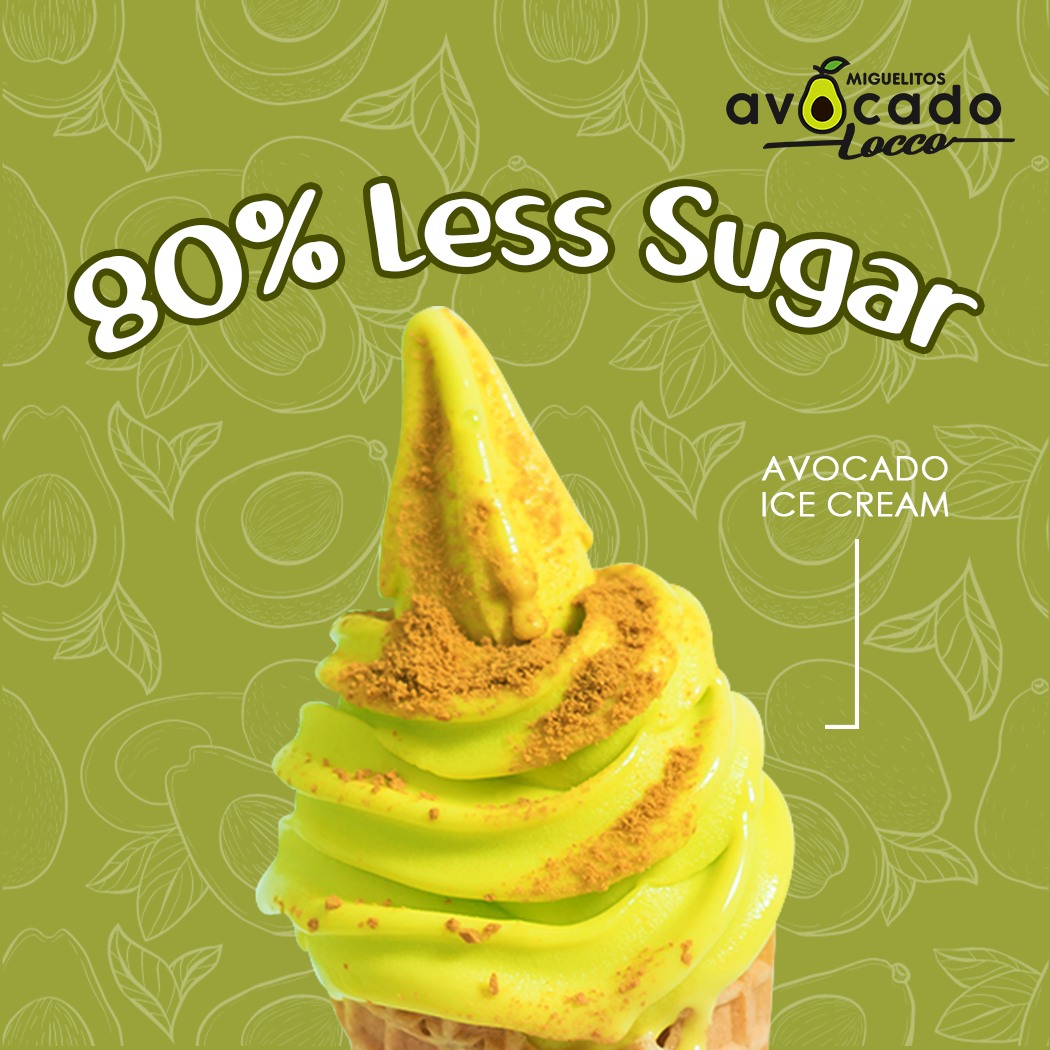 MIGUELITOS
avocado
Locco
80% Less Sugar
AVOCADO
ICE CREAM